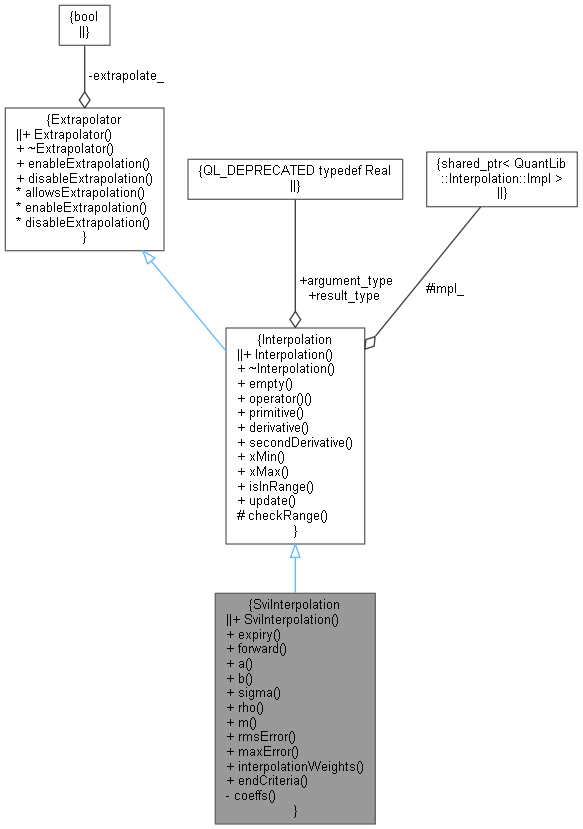 {bool
||}
-extrapolate_
{Extrapolator
||+ Extrapolator()
+ ~Extrapolator()
+ enableExtrapolation()
+ disableExtrapolation()
* allowsExtrapolation()
* enableExtrapolation()
* disableExtrapolation()
}
{QL_DEPRECATED typedef Real
||}
{shared_ptr< QuantLib
::Interpolation::Impl >
||}
+argument_type
+result_type
#impl_
{Interpolation
||+ Interpolation()
+ ~Interpolation()
+ empty()
+ operator()()
+ primitive()
+ derivative()
+ secondDerivative()
+ xMin()
+ xMax()
+ isInRange()
+ update()
# checkRange()
}
{SviInterpolation
||+ SviInterpolation()
+ expiry()
+ forward()
+ a()
+ b()
+ sigma()
+ rho()
+ m()
+ rmsError()
+ maxError()
+ interpolationWeights()
+ endCriteria()
- coeffs()
}